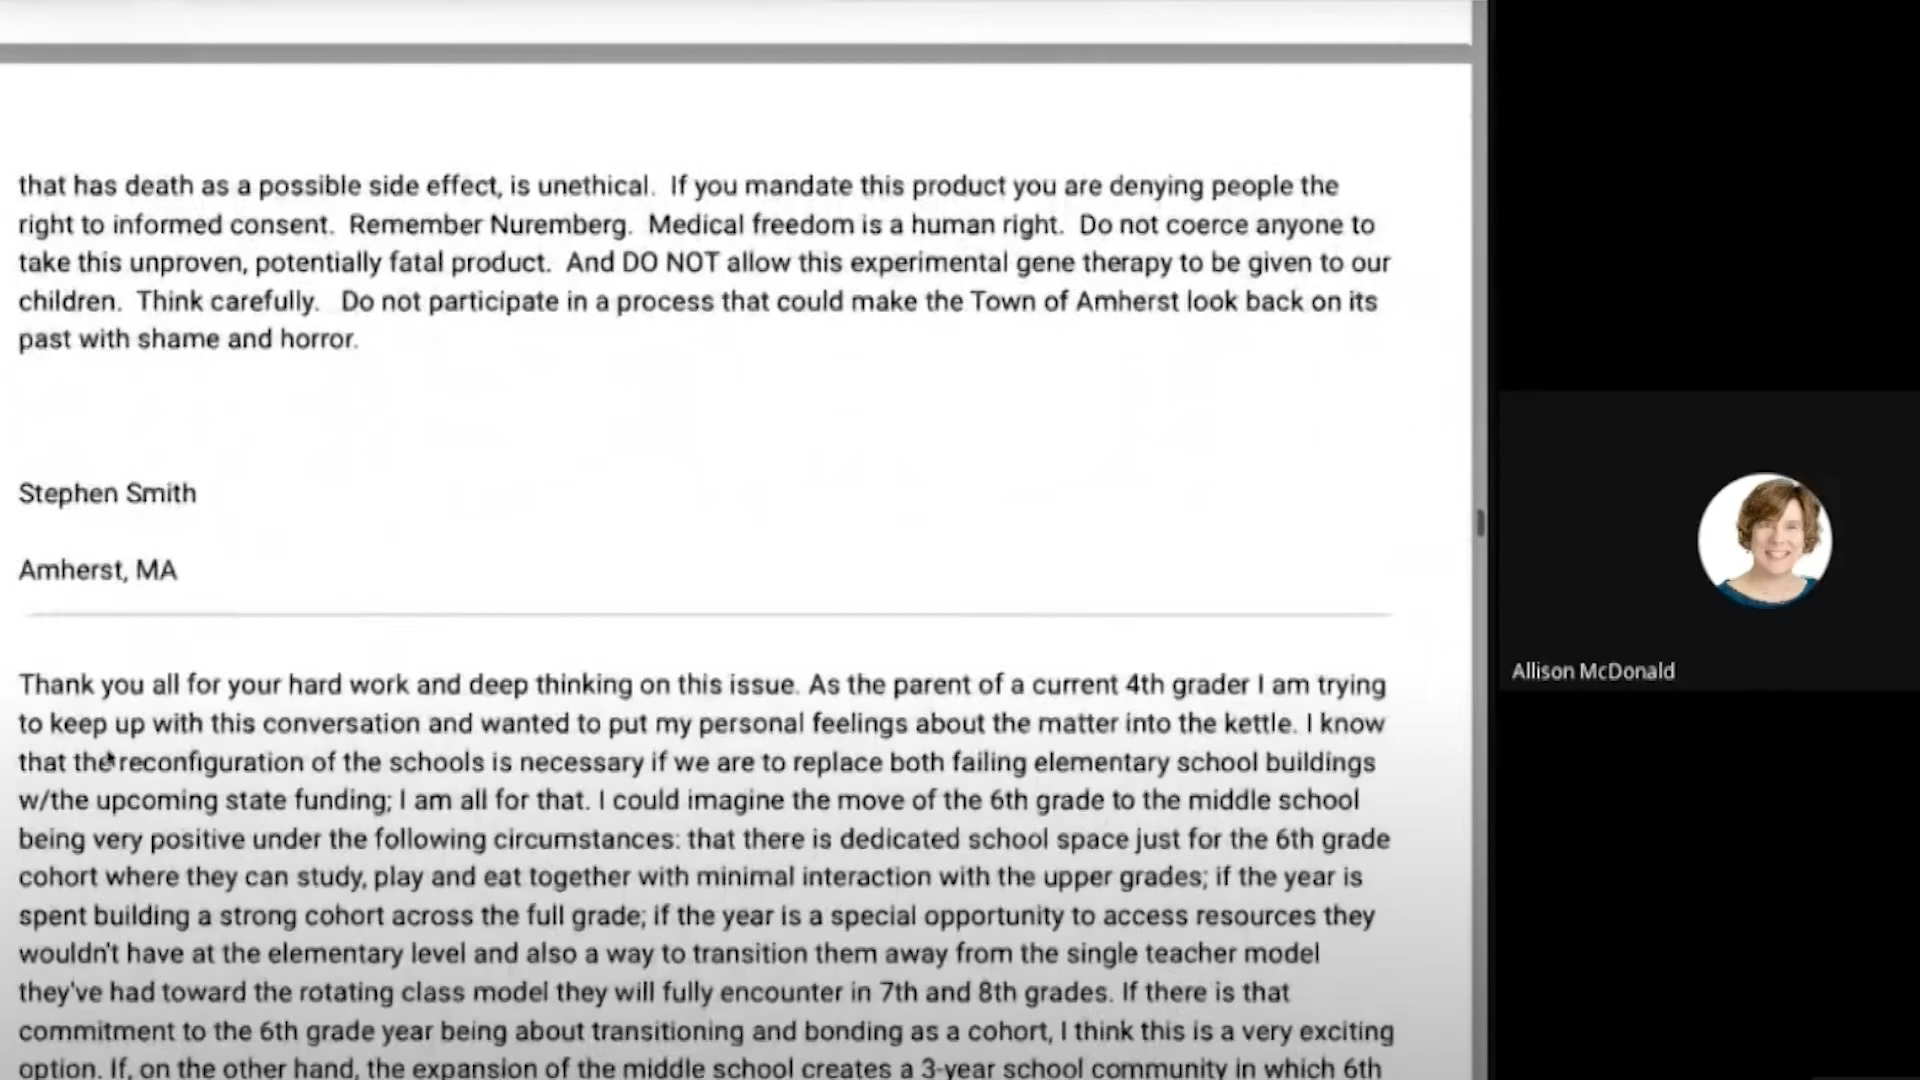 that has death as a possible side effect, is unethical.  If you mandate this product you are denying people the
right to informed consent.  Remember Nuremberg.  Medical freedom is a human right.  Do not coerce anyone to
take this unproven, potentially fatal product.  And DO NOT allow this experimental gene therapy to be given to our
children.  Think carefully.   Do not participate in a process that could make the Town of Amherst look back on its
past with shame and horror.
Stephen Smith
Amherst, MA
Thank you all for your hard work and deep thinking on this issue. As the parent of a current 4th grader I am trying
to keep up with this conversation and wanted to put my personal feelings about the matter into the kettle. I know
that the reconfiguration of the schools is necessary if we are to replace both failing elementary school buildings
w/the upcoming state funding; I am all for that. I could imagine the move of the 6th grade to the middle school
being very positive under the following circumstances: that there is dedicated school space just for the 6th grade
cohort where they can study, play and eat together with minimal interaction with the upper grades; if the year is
spent building a strong cohort across the full grade; if the year is a special opportunity to access resources they
wouldn't have at the elementary level and also a way to transition them away from the single teacher model
they've had toward the rotating class model they will fully encounter in 7th and 8th grades. If there is that
commitment to the 6th grade year being about transitioning and bonding as a cohort, I think this is a very exciting
option. If, on the other hand, the expansion of the middle school creates a 3-year school community in which 6th
Allison McDonald